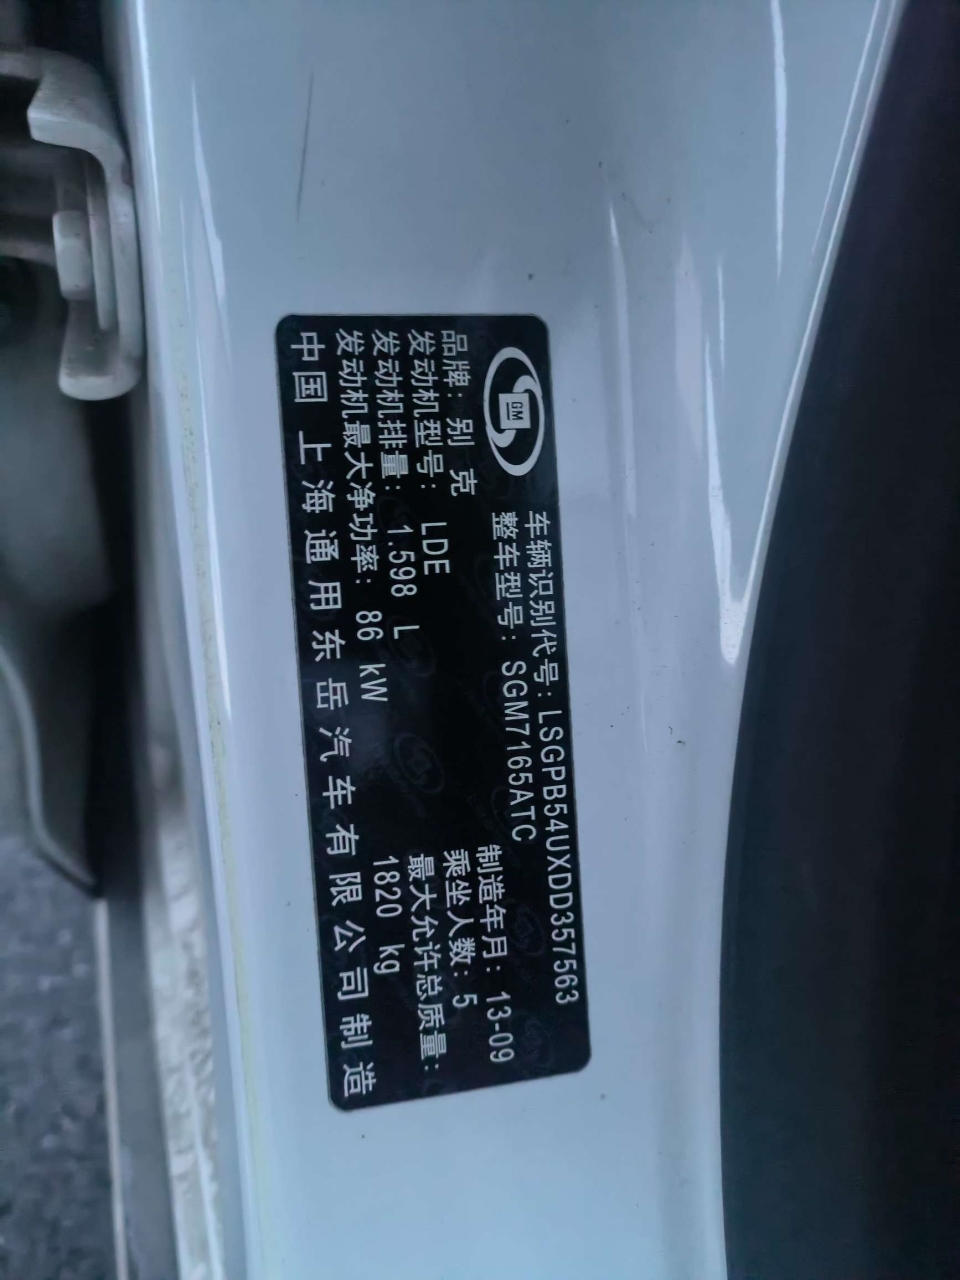 GM
车辆识别代号: LSGPB54UXDD357563
整车型号: SGM7165ATC
制造年月: 13-09
品牌: 别 克
发动机型号: LDE
乘坐人数: 5
发动机排量: 1.598 L
最大允许总质量:
1820 kg
发动机最大净功率: 86 kW
中国 上海通用东岳汽车有限公司制造